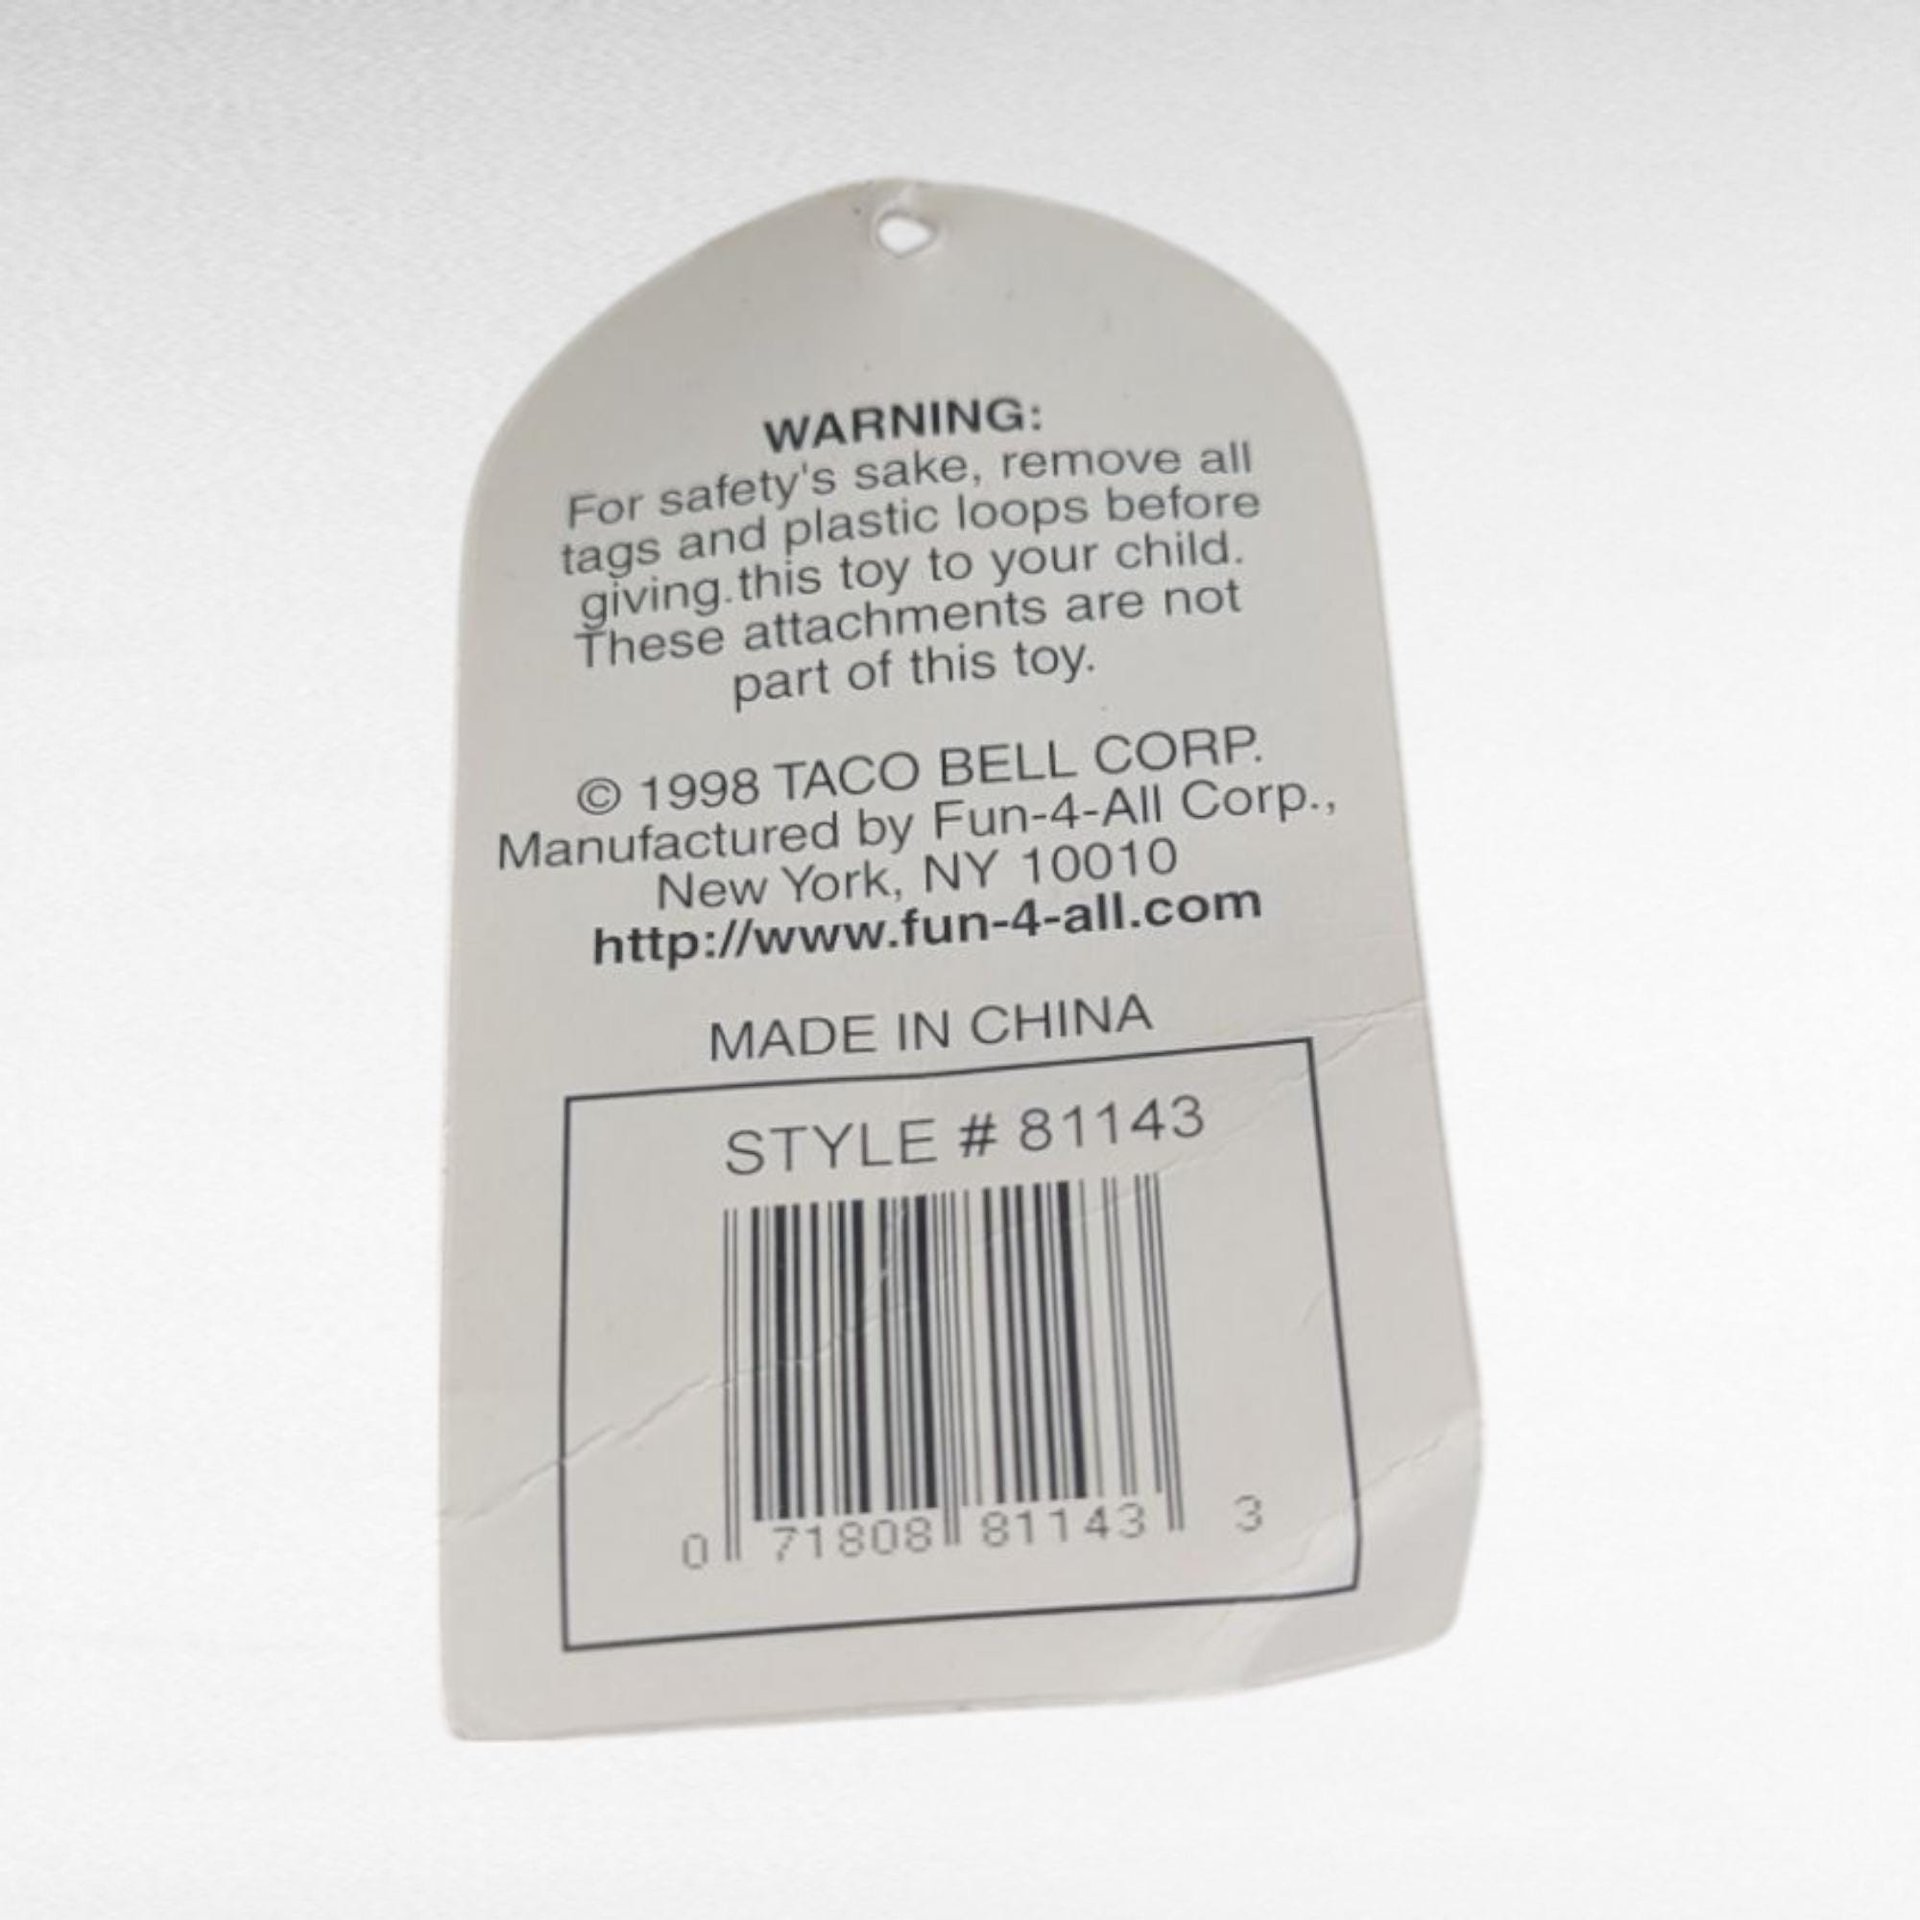 WARNING:
For safety's sake, remove all
tags and plastic loops before
giving.this toy to your child.
These attachments are not
part of this toy.
© 1998 TACO BELL CORP.
Manufactured by Fun-4-All Corp.,
New York, NY 10010
http://www.fun-4-all.com
MADE IN CHINA
STYLE # 81143
0 71808 81143 3